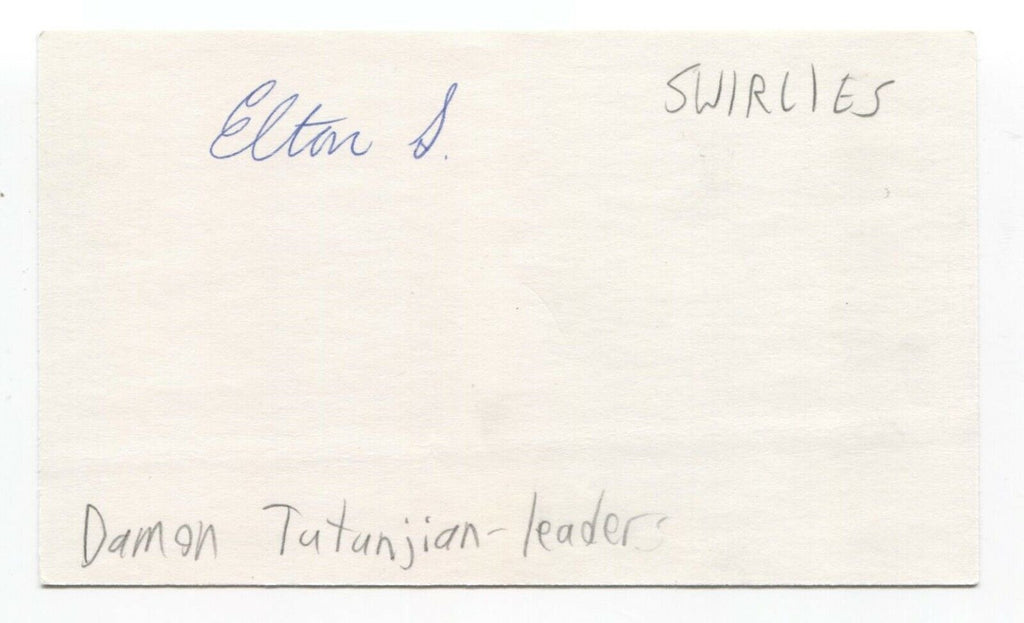 Elton S.
SWIRLIES
Damon Tutunjian-leader